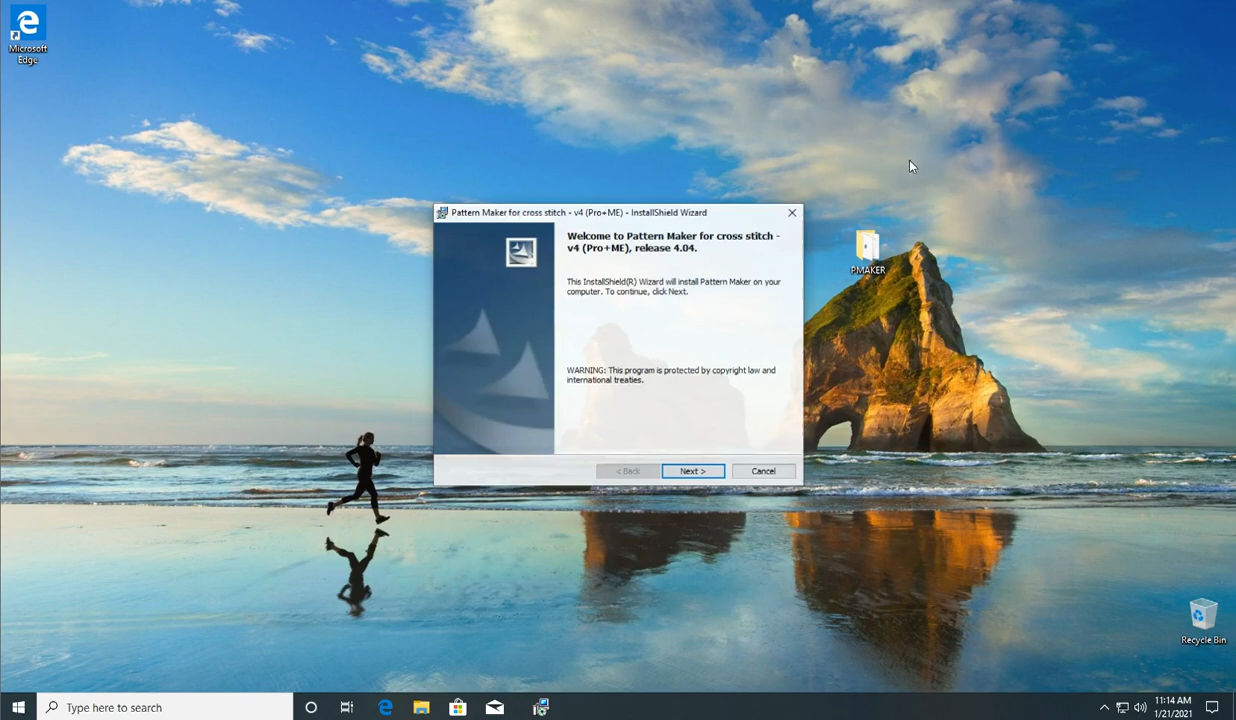 Microsoft
Edge
Pattern Maker for cross stitch - v4 (Pro+ME) - InstallShield Wizard
Welcome to Pattern Maker for cross stitch -
v4 (Pro+ME), release 4.04.
This InstallShield(R) Wizard will install Pattern Maker on your
computer. To continue, click Next.
WARNING: This program is protected by copyright law and
international treaties.
< Back
Next >
Cancel
PMAKER
Recycle Bin
Type here to search
11:14 AM
1/21/2021